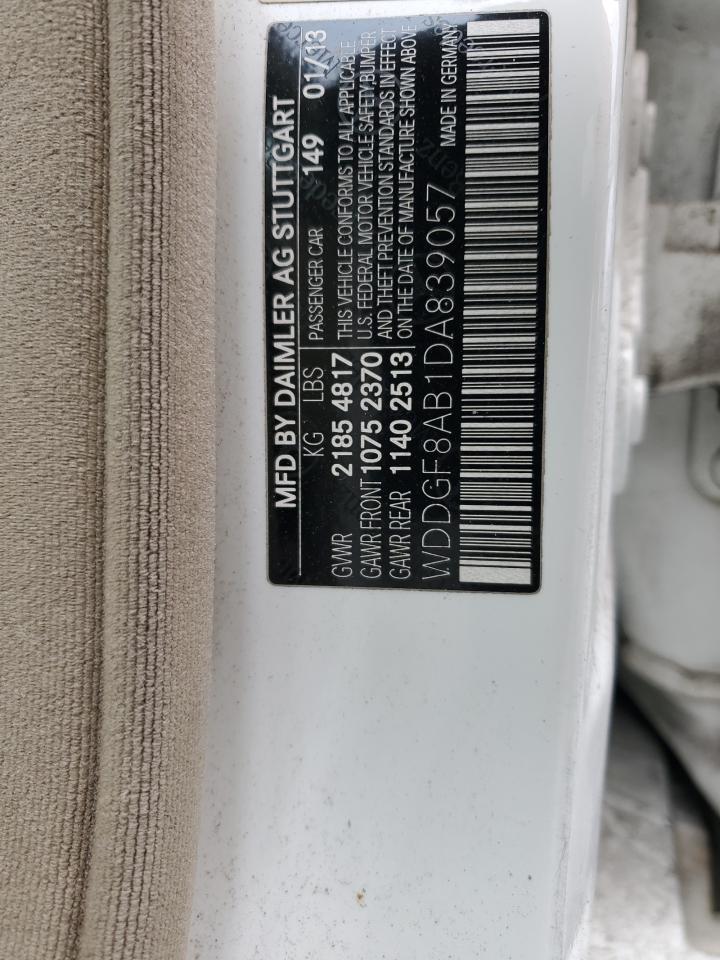 MFD BY DAIMLER AG STUTTGART
KG LBS PASSENGER CAR 149 01/13
GVWR 2185 4817 THIS VEHICLE CONFORMS TO ALL APPLICABLE
GAWR FRONT 1075 2370 U.S. FEDERAL MOTOR VEHICLE SAFETY BUMPER
GAWR REAR 1140 2513 AND THEFT PREVENTION STANDARDS IN EFFECT
ON THE DATE OF MANUFACTURE SHOWN ABOVE
WDDGF8AB1DA839057 MADE IN GERMANY